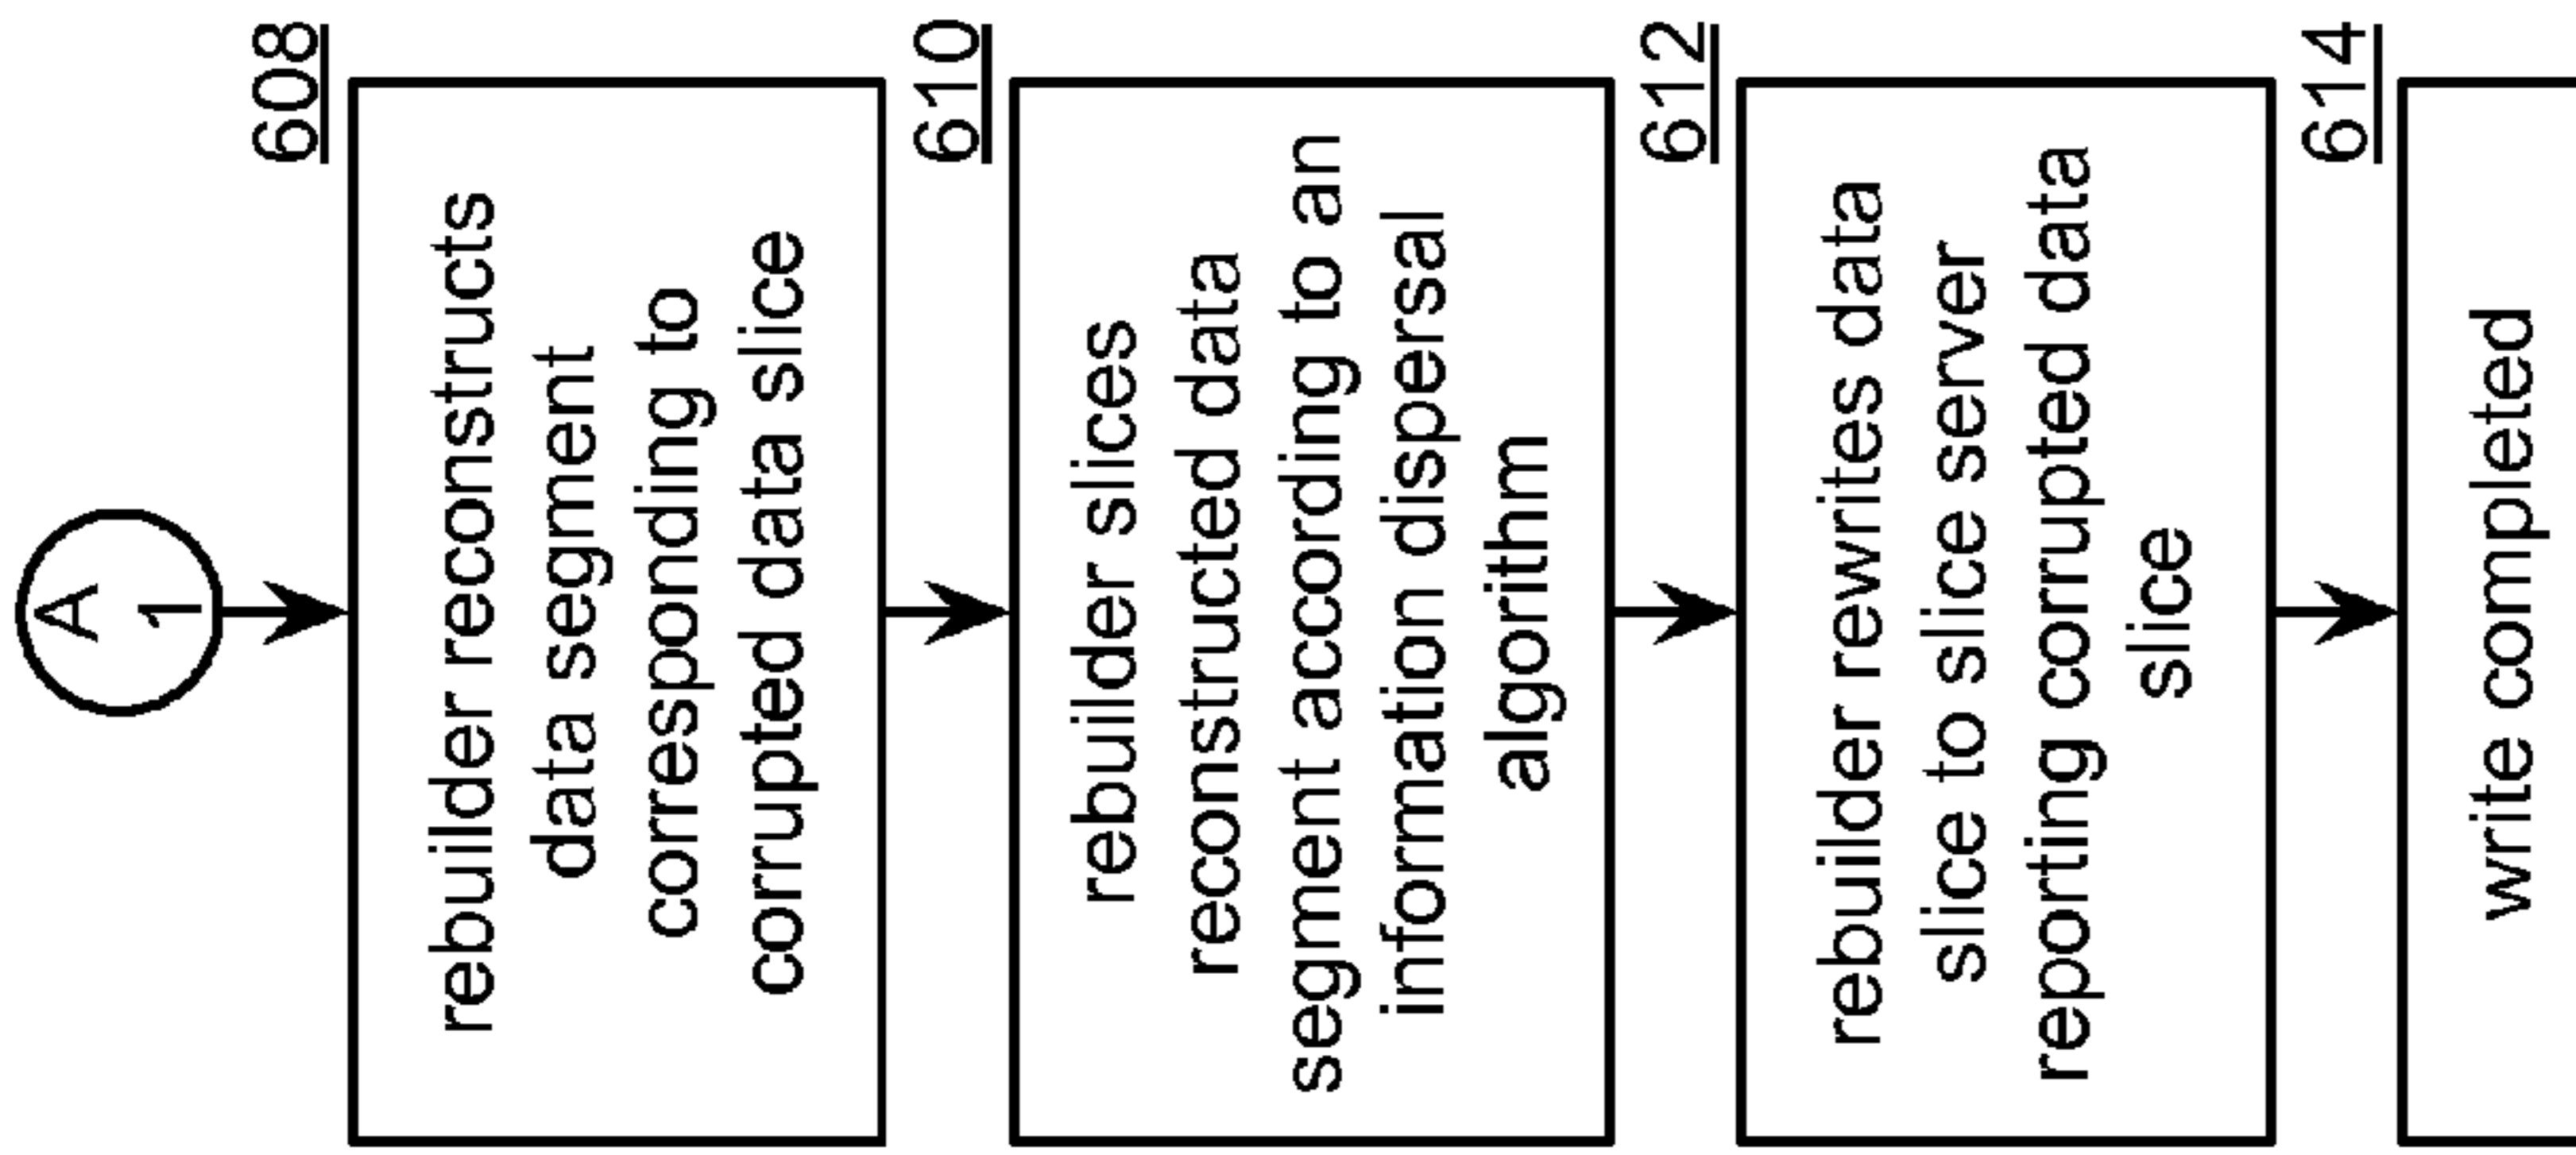 A
1
608
rebuilder reconstructs
data segment
corresponding to
corrupted data slice
610
rebuilder slices
reconstructed data
segment according to an
information dispersal
algorithm
612
rebuilder rewrites data
slice to slice server
reporting corrupted data
slice
614
write completed